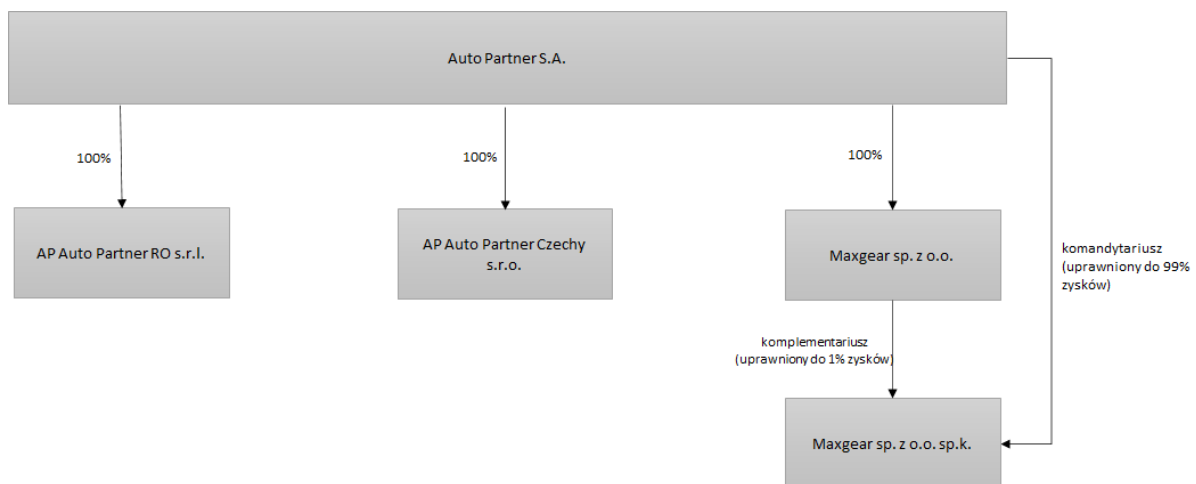 Auto Partner S.A.
100%
100%
100%
AP Auto Partner RO s.r.l.
AP Auto Partner Czechy
s.r.o.
Maxgear sp. z o.o.
komandytariusz
(uprawniony do 99%
zysków)
komplementariusz
(uprawniony do 1% zysków)
Maxgear sp. z o.o. sp.k.